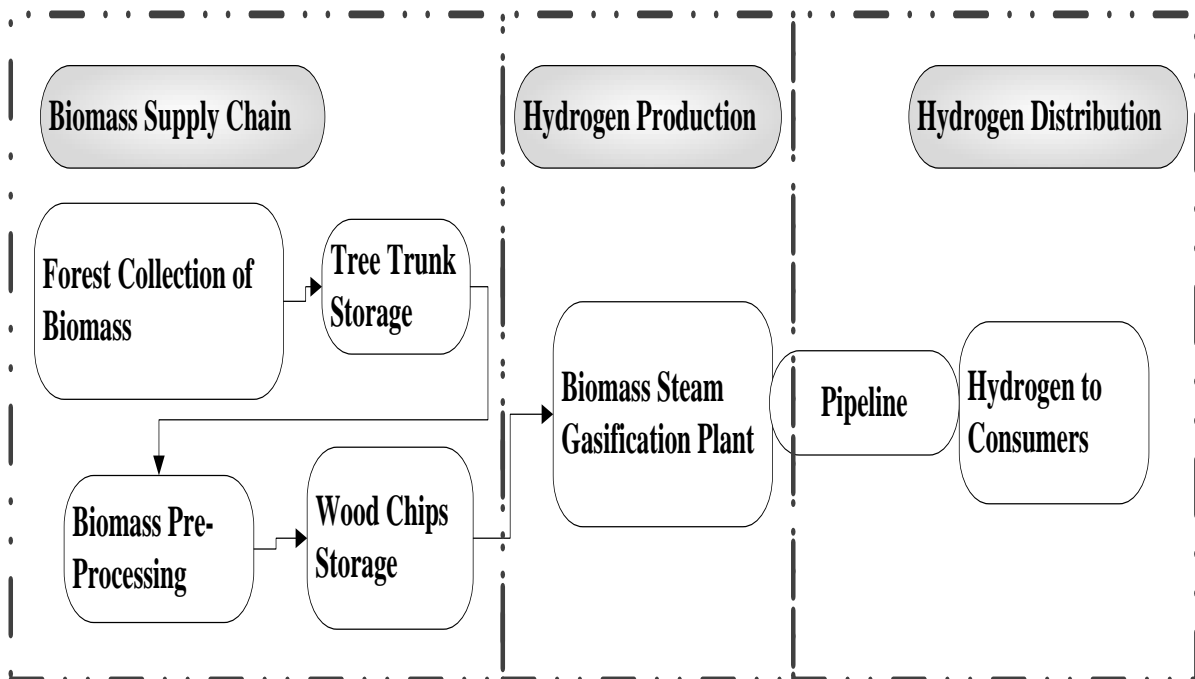 Biomass Supply Chain
Hydrogen Production
Hydrogen Distribution
Forest Collection of
Biomass
Tree Trunk
Storage
Biomass Pre-
Processing
Wood Chips
Storage
Biomass Steam
Gasification Plant
Pipeline
Hydrogen to
Consumers